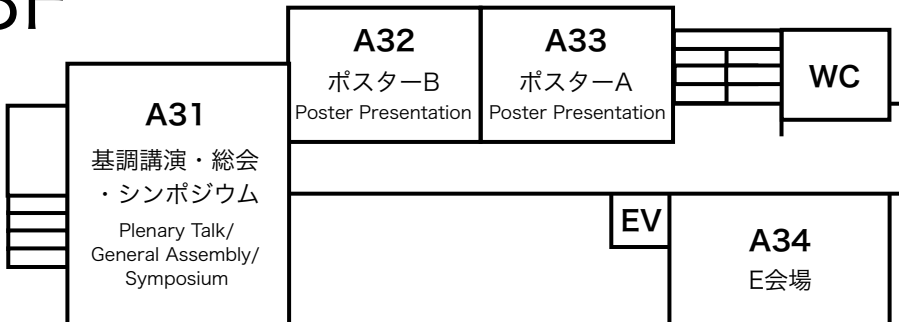 A32
ポスターB
Poster Presentation
A33
ポスターA
Poster Presentation
WC
A31
基調講演・総会
・シンポジウム
Plenary Talk/
General Assembly/
Symposium
EV
A34
E会場